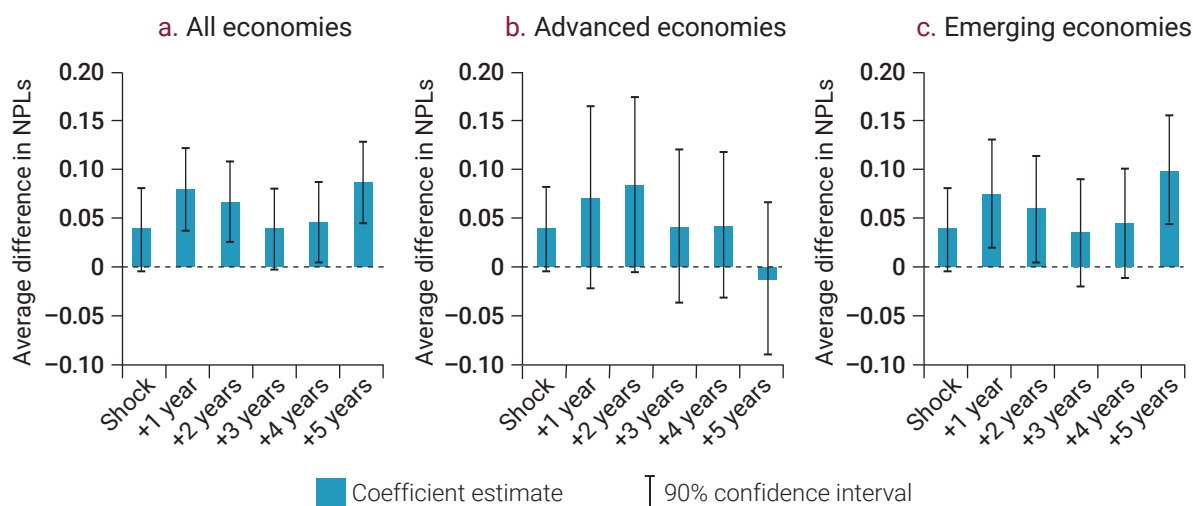 a. All economies
Average difference in NPLs
0.20
0.15
0.10
0.05
0
−0.05
−0.10
Shock
+1 year
+2 years
+3 years
+4 years
+5 years
b. Advanced economies
Average difference in NPLs
0.20
0.15
0.10
0.05
0
−0.05
−0.10
Shock
+1 year
+2 years
+3 years
+4 years
+5 years
c. Emerging economies
Average difference in NPLs
0.20
0.15
0.10
0.05
0
−0.05
−0.10
Shock
+1 year
+2 years
+3 years
+4 years
+5 years
Coefficient estimate
90% confidence interval